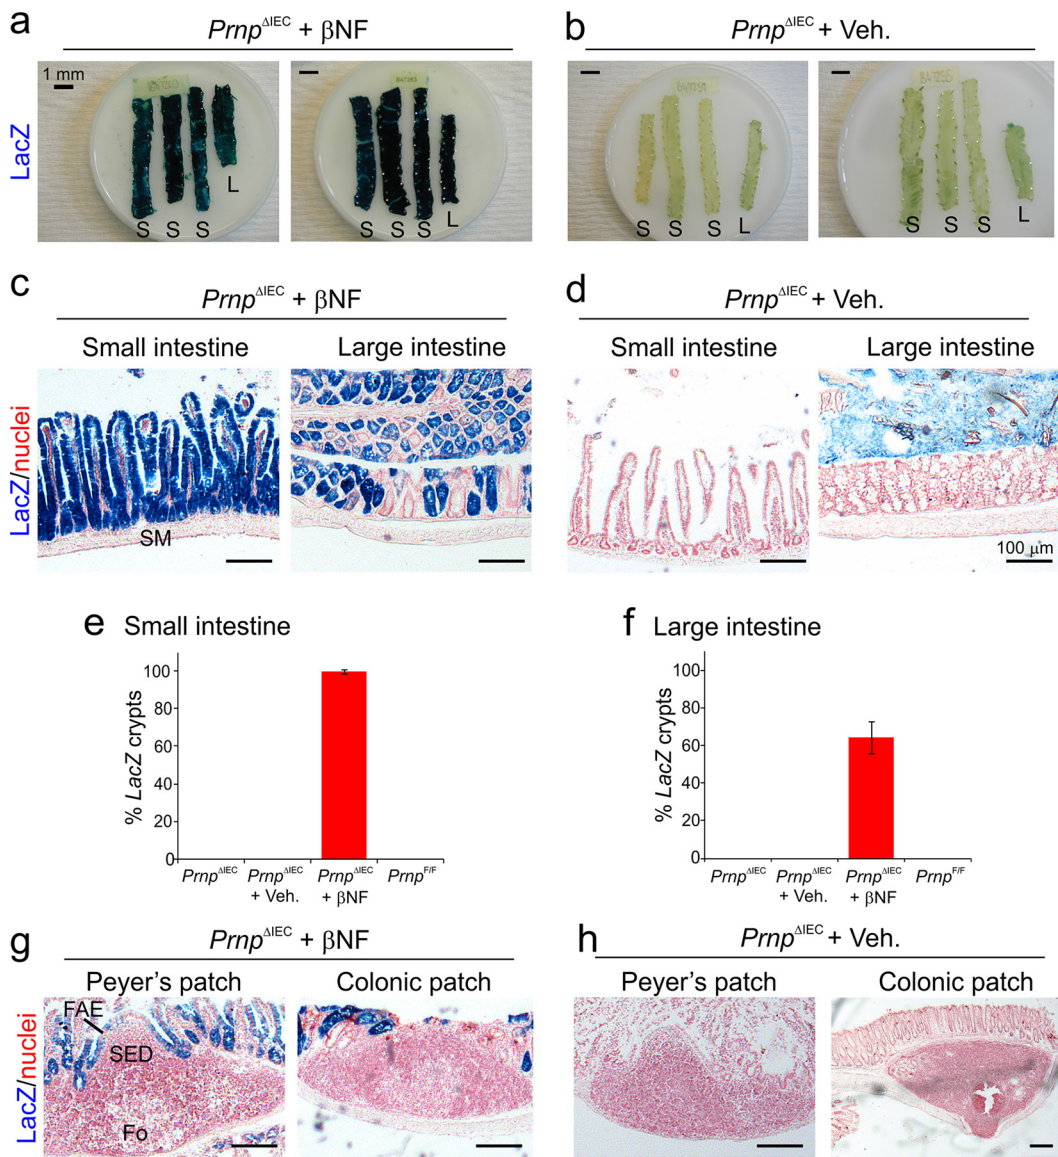 a
Prnp^ΔIEC + βNF
b
Prnp^ΔIEC + Veh.
LacZ
1 mm
B47263
S S S L
S S S L
S S S L
S S S L
c
Prnp^ΔIEC + βNF
d
Prnp^ΔIEC + Veh.
Small intestine
Large intestine
Small intestine
Large intestine
LacZ/nuclei
SM
100 μm
e Small intestine
% LacZ crypts
100
80
60
40
20
0
Prnp^ΔIEC
Prnp^ΔIEC
+ Veh.
Prnp^ΔIEC
+ βNF
Prnp^F/F
f Large intestine
% LacZ crypts
100
80
60
40
20
0
Prnp^ΔIEC
Prnp^ΔIEC
+ Veh.
Prnp^ΔIEC
+ βNF
Prnp^F/F
g
Prnp^ΔIEC + βNF
h
Prnp^ΔIEC + Veh.
Peyer's patch
Colonic patch
Peyer's patch
Colonic patch
LacZ/nuclei
FAE
SED
Fo